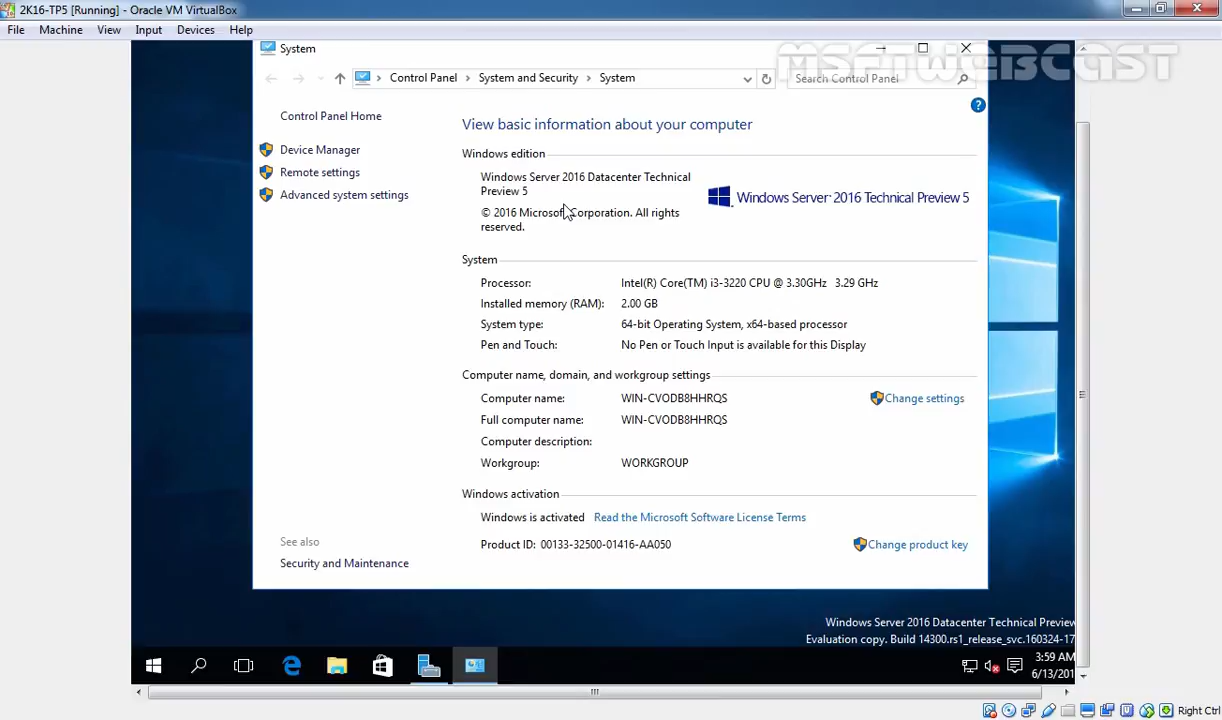 2K16-TP5 [Running] - Oracle VM VirtualBox
File Machine View Input Devices Help
MSFTWEBCAST
System
Control Panel System and Security System
Search Control Panel
Control Panel Home
Device Manager
Remote settings
Advanced system settings
View basic information about your computer
Windows edition
Windows Server 2016 Datacenter Technical
Preview 5
© 2016 Microsoft Corporation. All rights
reserved.
Windows Server 2016 Technical Preview 5
System
Processor: Intel(R) Core(TM) i3-3220 CPU @ 3.30GHz 3.29 GHz
Installed memory (RAM): 2.00 GB
System type: 64-bit Operating System, x64-based processor
Pen and Touch: No Pen or Touch Input is available for this Display
Computer name, domain, and workgroup settings
Computer name: WIN-CVODB8HHRQS
Change settings
Full computer name: WIN-CVODB8HHRQS
Computer description:
Workgroup: WORKGROUP
Windows activation
Windows is activated Read the Microsoft Software License Terms
Product ID: 00133-32500-01416-AA050
Change product key
See also
Security and Maintenance
Windows Server 2016 Datacenter Technical Preview
Evaluation copy. Build 14300.rs1_release_svc.160324-17
3:59 AM
6/13/201
Right Ctrl